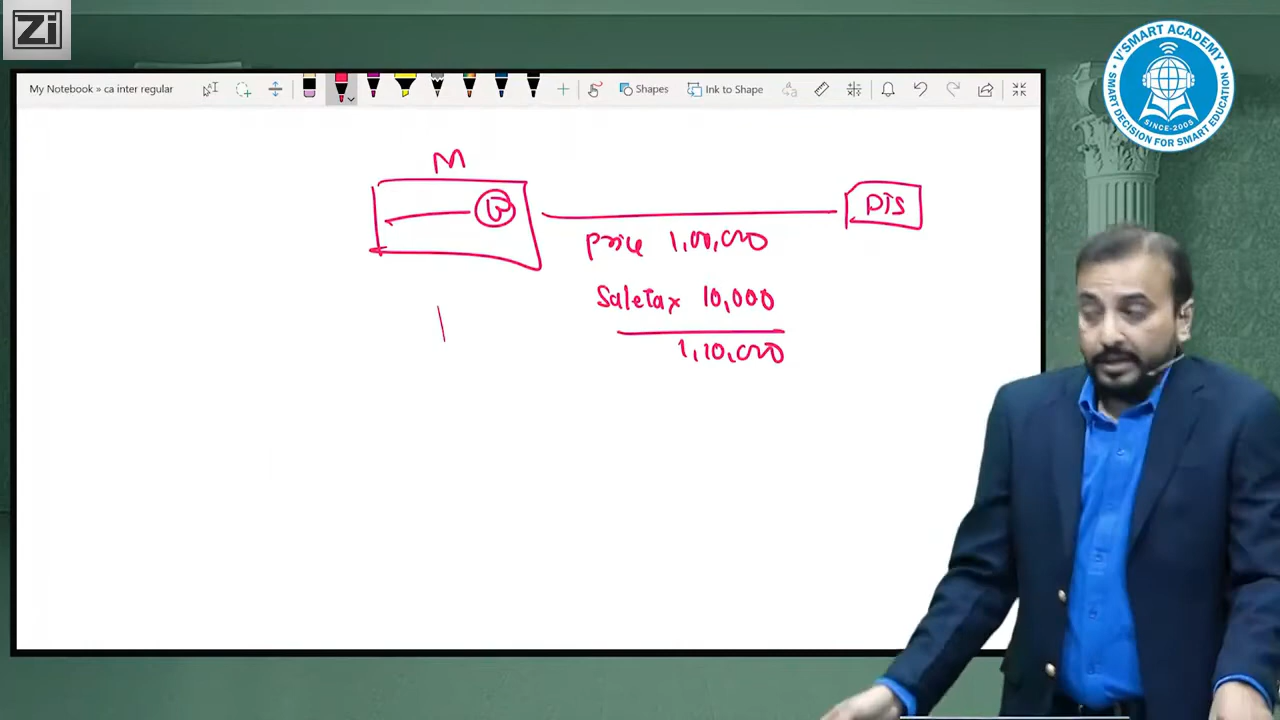 Zi
V'SMART ACADEMY
SINCE-2005
SMART DECISION FOR SMART EDUCATION
My Notebook » ca inter regular
Shapes
Ink to Shape
M
DIS
Price 1,00,000
Saletax 10,000
1,10,000